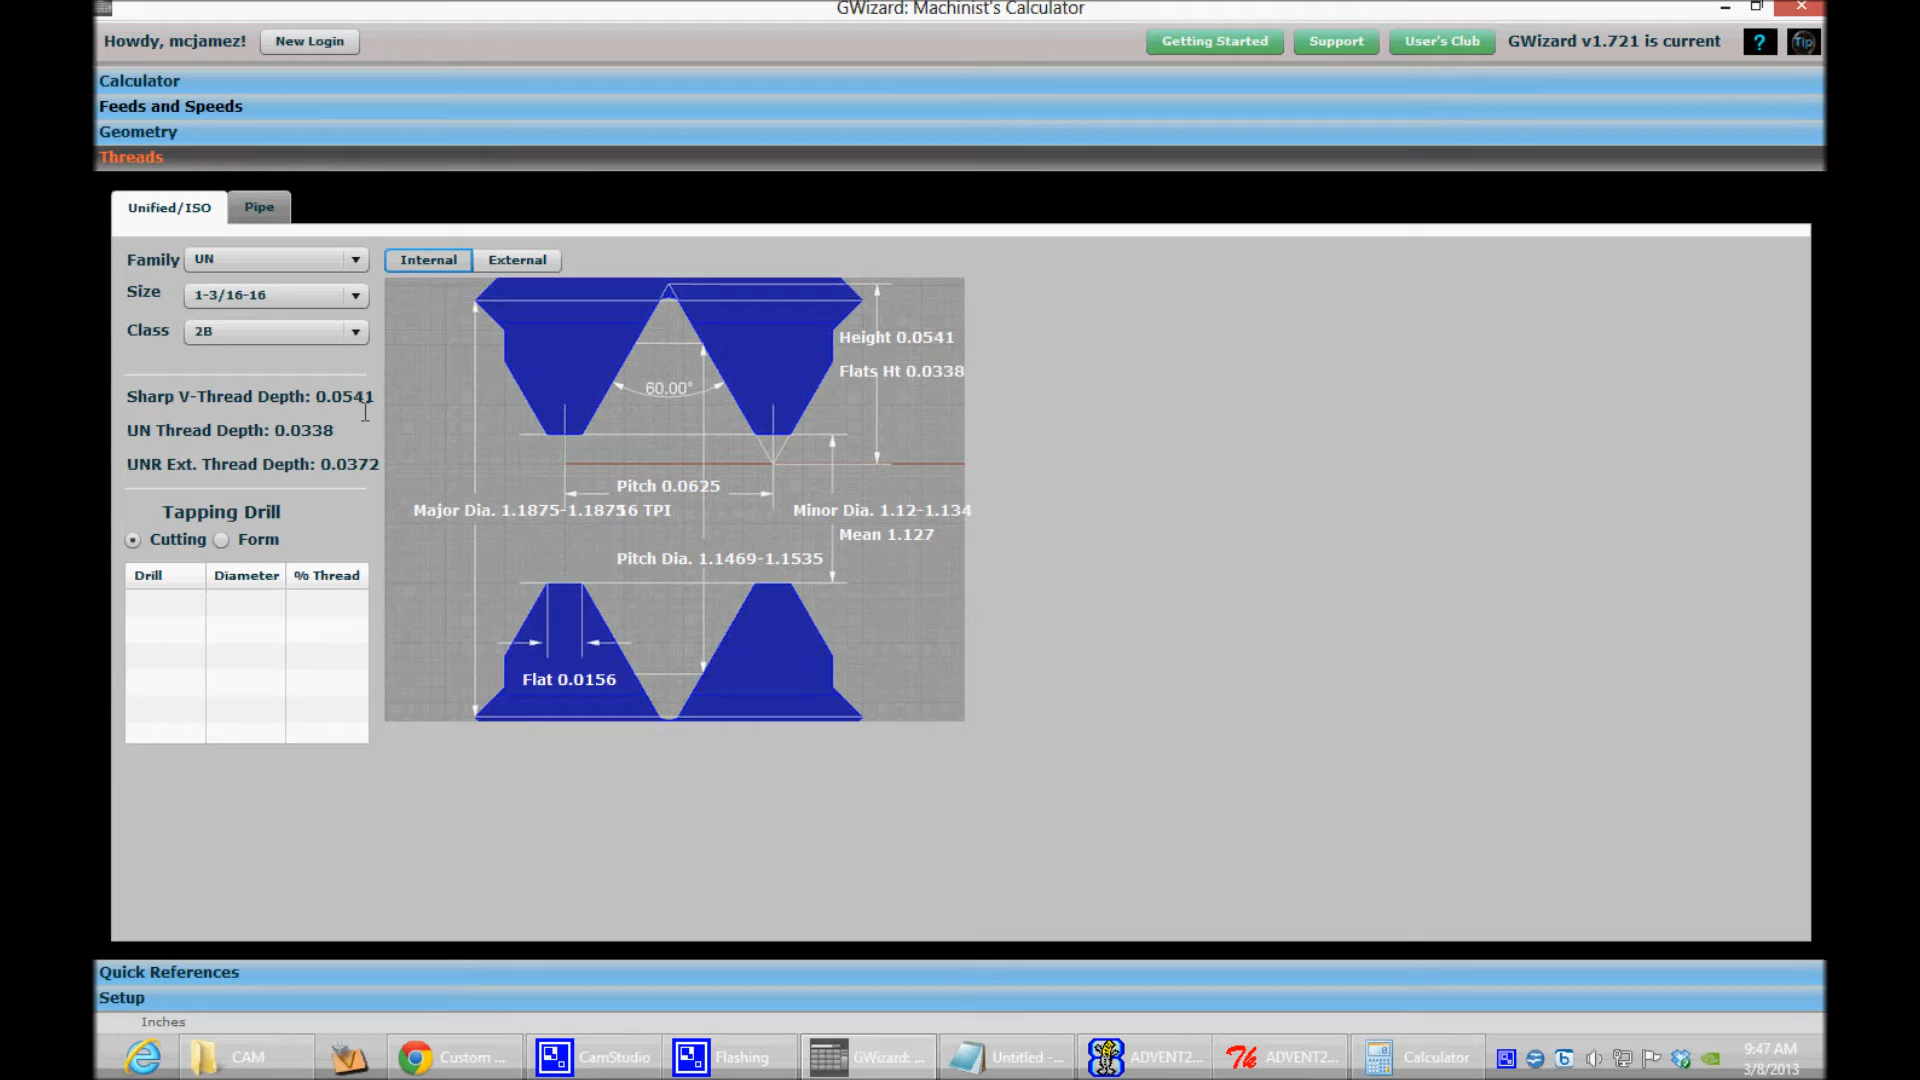 GWizard: Machinist's Calculator
Howdy, mcjamez!
New Login
Getting Started
Support
User's Club
GWizard v1.721 is current
?
Tip
Calculator
Feeds and Speeds
Geometry
Threads
Unified/ISO
Pipe
Family
UN
Internal
External
Size
1-3/16-16
Class
2B
Height 0.0541
Flats Ht 0.0338
60.00°
Sharp V-Thread Depth: 0.0541
UN Thread Depth: 0.0338
UNR Ext. Thread Depth: 0.0372
Pitch 0.0625
Major Dia. 1.1875-1.1875
16 TPI
Minor Dia. 1.12-1.134
Mean 1.127
Tapping Drill
Cutting
Form
Pitch Dia. 1.1469-1.1535
Drill
Diameter
% Thread
Flat 0.0156
Quick References
Setup
Inches
CAM
Custom ...
CamStudio
Flashing
GWizard: ...
Untitled -...
ADVENT2...
ADVENT2...
Calculator
9:47 AM
3/8/2013